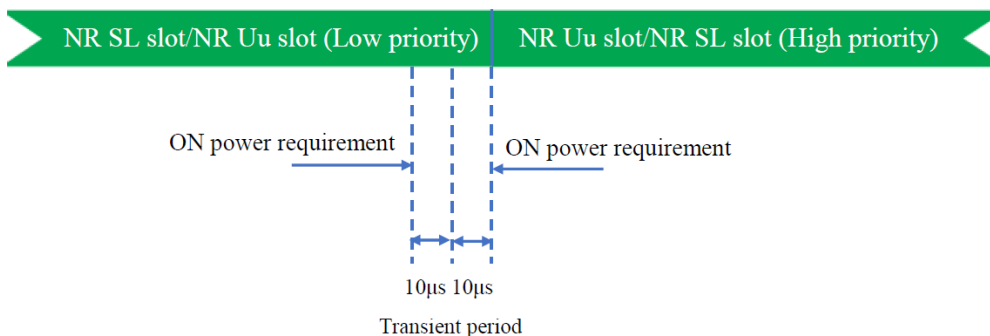 NR SL slot/NR Uu slot (Low priority)
NR Uu slot/NR SL slot (High priority)
ON power requirement
ON power requirement
10μs 10μs
Transient period